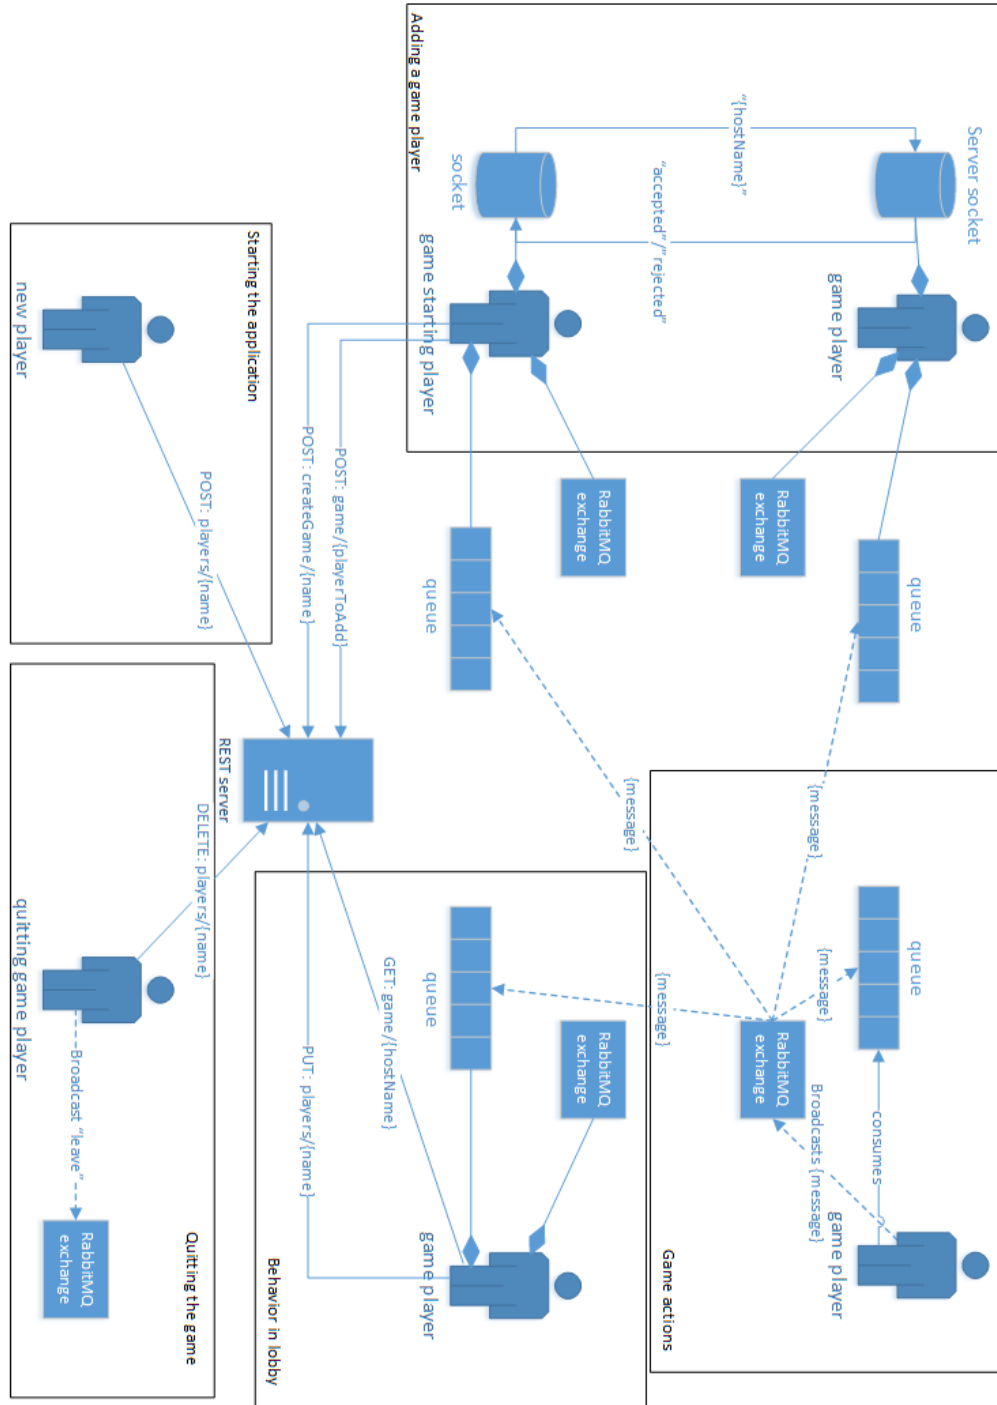 Adding a game player
Server socket
"{hostName}"
socket
"accepted" /" rejected"
game player
game starting player
RabbitMQ
exchange
RabbitMQ
exchange
queue
queue
POST: game/{playerToAdd}
POST: createGame/{name}
Starting the application
new player
POST: players/{name}
REST server
Game actions
{message}
{message}
{message}
{message}
queue
RabbitMQ
exchange
consumes
Broadcasts {message}
game player
Behavior in lobby
queue
RabbitMQ
exchange
GET: game/{hostName}
PUT: players/{name}
game player
Quitting the game
DELETE: players/{name}
quitting game player
Broadcast "leave"
RabbitMQ
exchange